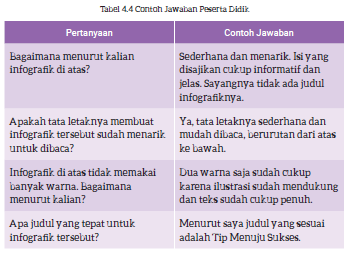 Tabel 4.4 Contoh Jawaban Peserta Didik
Pertanyaan
Contoh Jawaban
Bagaimana menurut kalian
infografik di atas?
Sederhana dan menarik. Isi yang
disajikan cukup informatif dan
jelas. Sayangnya tidak ada judul
infografiknya.
Apakah tata letaknya membuat
infografik tersebut sudah menarik
untuk dibaca?
Ya, tata letaknya sederhana dan
mudah dibaca, berurutan dari atas
ke bawah.
Infografik di atas tidak memakai
banyak warna. Bagaimana
menurut kalian?
Dua warna saja sudah cukup
karena ilustrasi sudah mendukung
dan teks sudah cukup penuh.
Apa judul yang tepat untuk
infografik tersebut?
Menurut saya judul yang sesuai
adalah Tip Menuju Sukses.